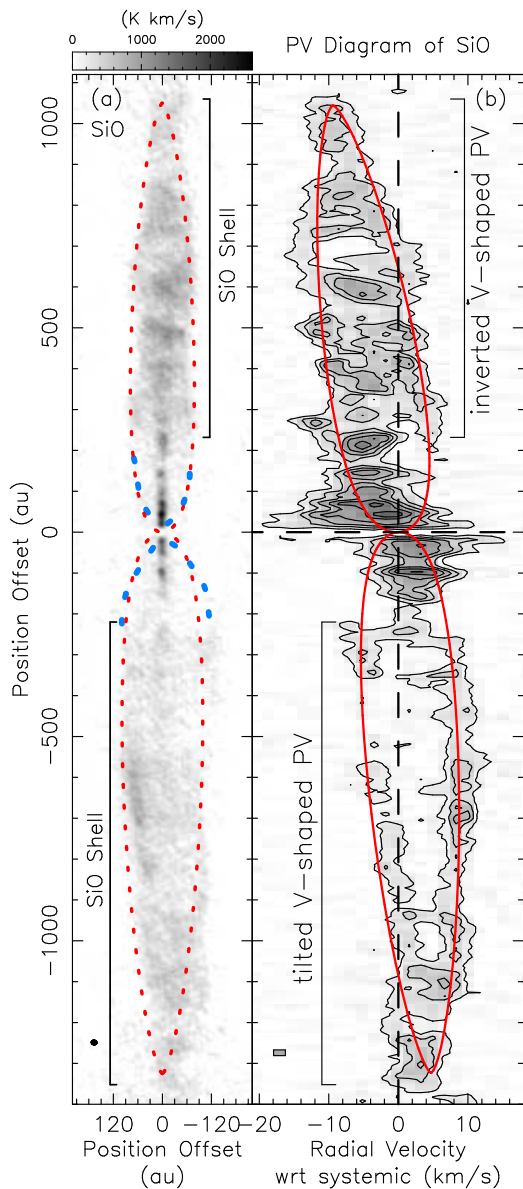 (K km/s)
0 1000 2000
PV Diagram of SiO
(a)
SiO
(b)
SiO Shell
inverted V-shaped PV
SiO Shell
tilted V-shaped PV
Position Offset (au)
1000
500
0
-500
-1000
120 0 -120
-20 -10 0 10
Position Offset
(au)
Radial Velocity
wrt systemic (km/s)